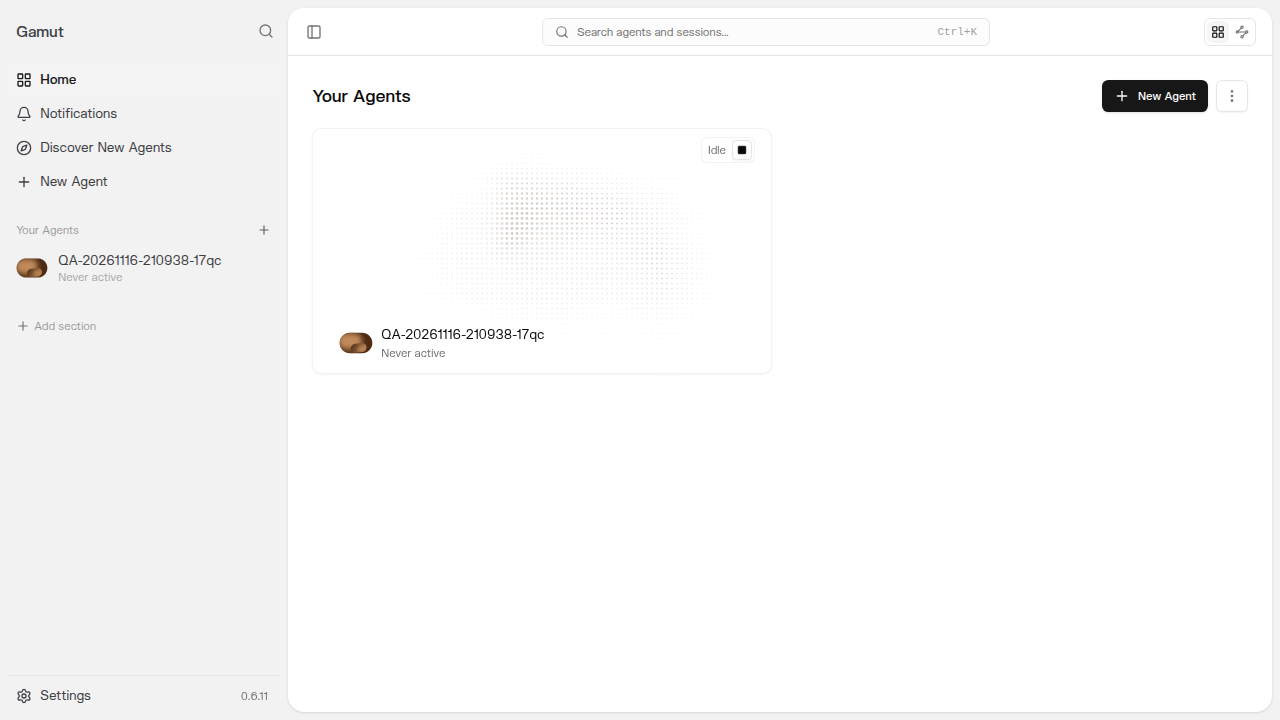 Gamut
Home
Notifications
Discover New Agents
New Agent
Your Agents
QA-20261116-210938-17qc
Never active
Add section
Settings
0.6.11
Search agents and sessions...
Ctrl+K
Your Agents
New Agent
Idle
QA-20261116-210938-17qc
Never active